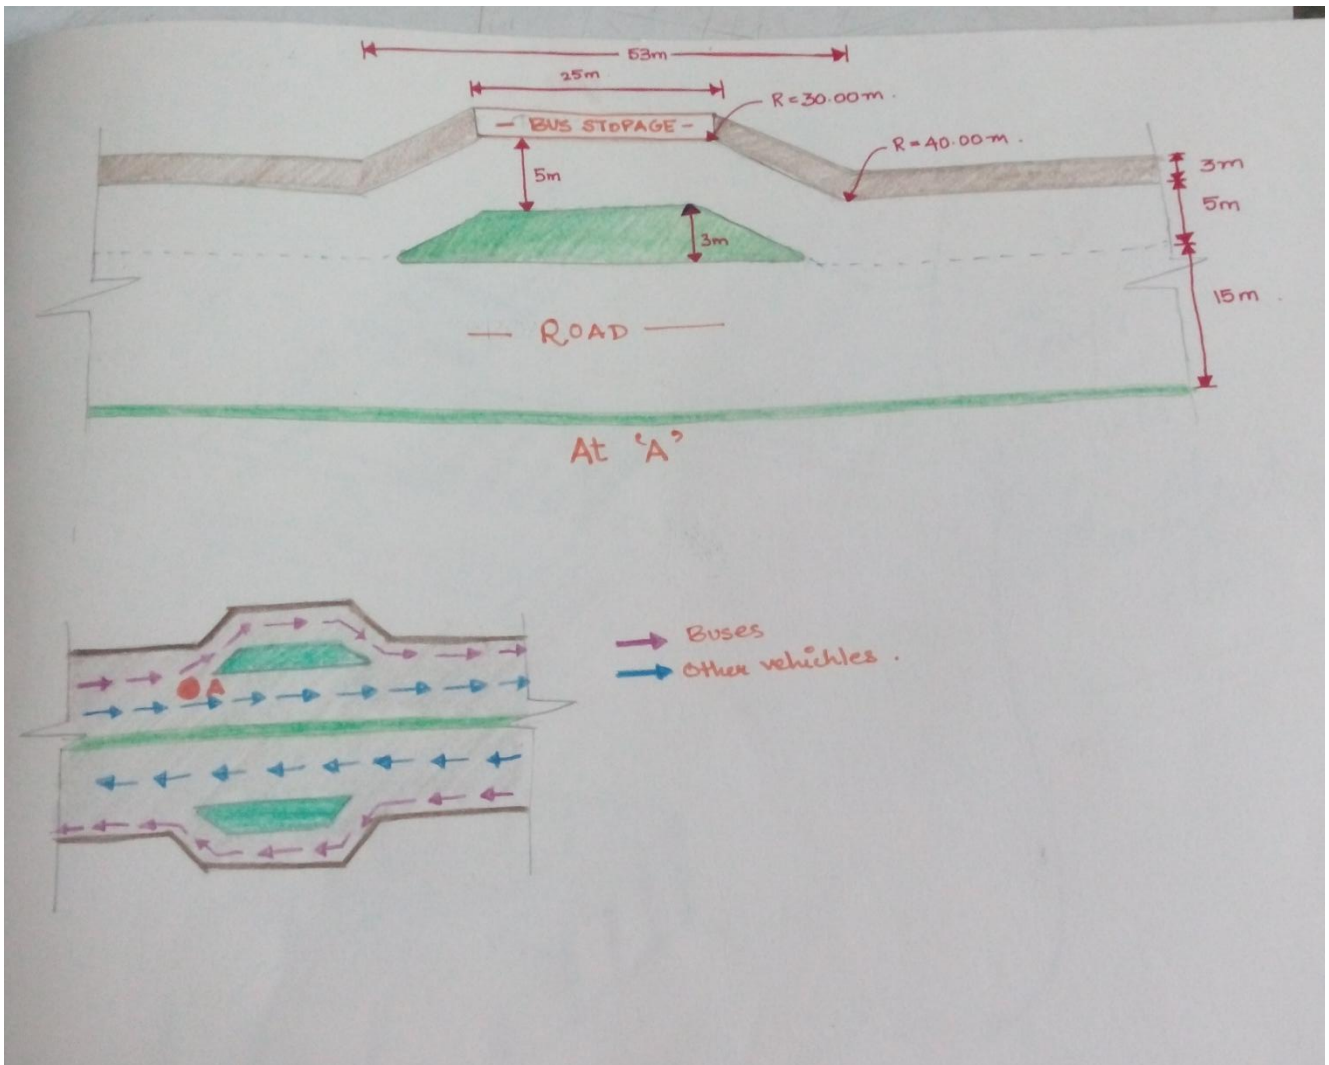 53m
25m
R=30.00m.
- BUS STOPAGE -
R=40.00m.
3m
5m
5m
3m
15m.
ROAD
At 'A'
Buses
Other vehichles.
A